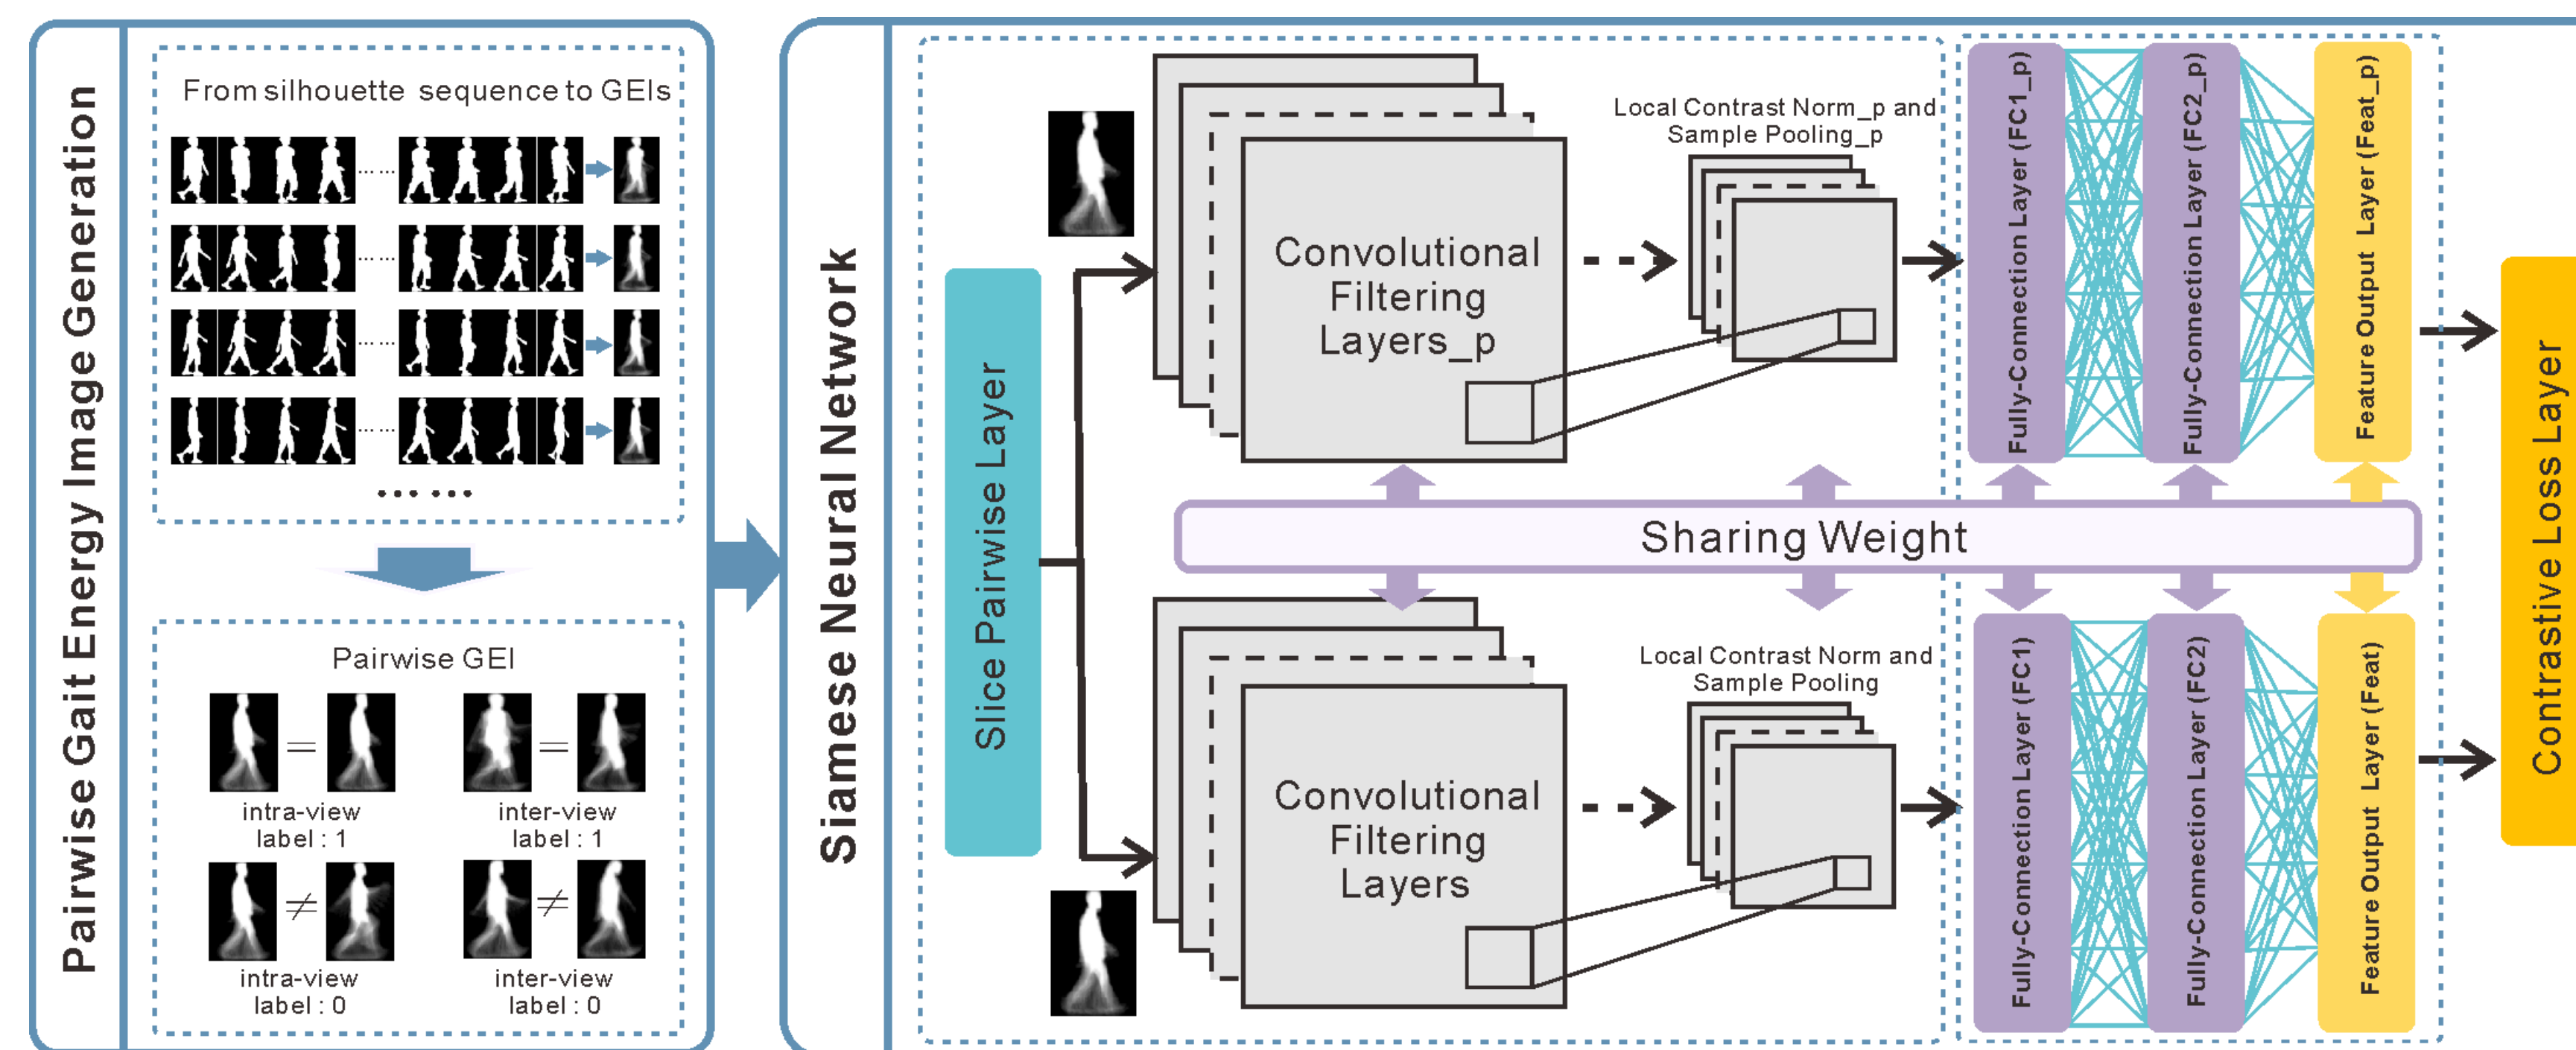 Pairwise Gait Energy Image Generation
From silhouette sequence to GEIs
... ...
... ...
... ...
... ...
... ...
Pairwise GEI
=
=
intra-view
label : 1
inter-view
label : 1
≠
≠
intra-view
label : 0
inter-view
label : 0
Siamese Neural Network
Slice Pairwise Layer
Convolutional
Filtering
Layers_p
Local Contrast Norm_p and
Sample Pooling_p
Fully-Connection Layer (FC1_p)
Fully-Connection Layer (FC2_p)
Feature Output Layer (Feat_p)
Sharing Weight
Convolutional
Filtering
Layers
Local Contrast Norm and
Sample Pooling
Fully-Connection Layer (FC1)
Fully-Connection Layer (FC2)
Feature Output Layer (Feat)
Contrastive Loss Layer